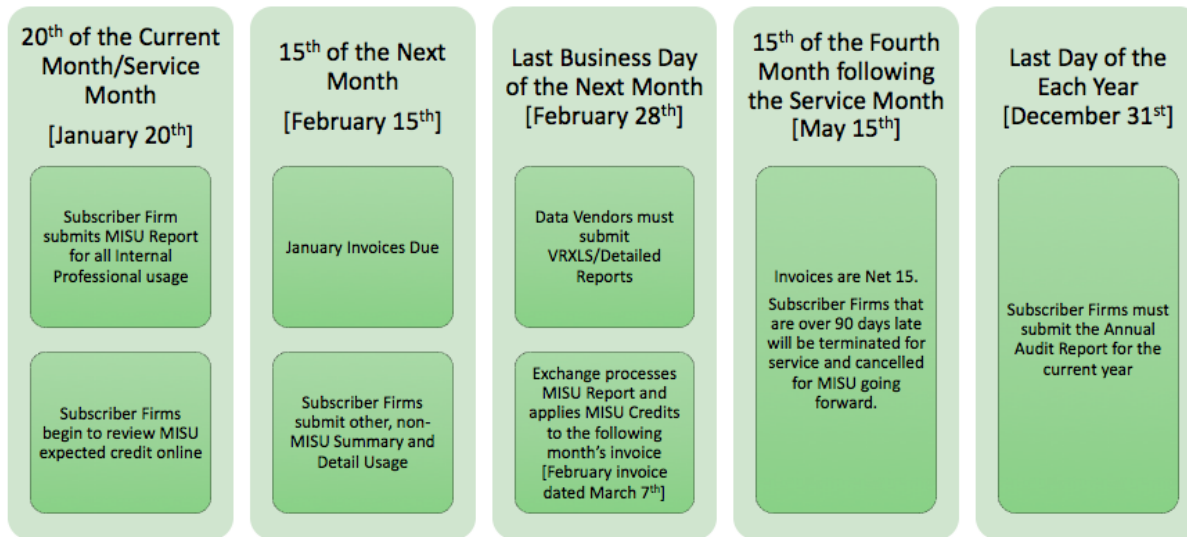 20th of the Current
Month/Service
Month
[January 20th]
Subscriber Firm
submits MISU Report
for all Internal
Professional usage
Subscriber Firms
begin to review MISU
expected credit online
15th of the Next
Month
[February 15th]
January Invoices Due
Subscriber Firms
submit other, non-
MISU Summary and
Detail Usage
Last Business Day
of the Next Month
[February 28th]
Data Vendors must
submit
VRXLS/Detailed
Reports
Exchange processes
MISU Report and
applies MISU Credits
to the following
month's invoice
[February invoice
dated March 7th]
15th of the Fourth
Month following
the Service Month
[May 15th]
Invoices are Net 15.
Subscriber Firms that
are over 90 days late
will be terminated for
service and cancelled
for MISU going
forward.
Last Day of the
Each Year
[December 31st]
Subscriber Firms must
submit the Annual
Audit Report for the
current year